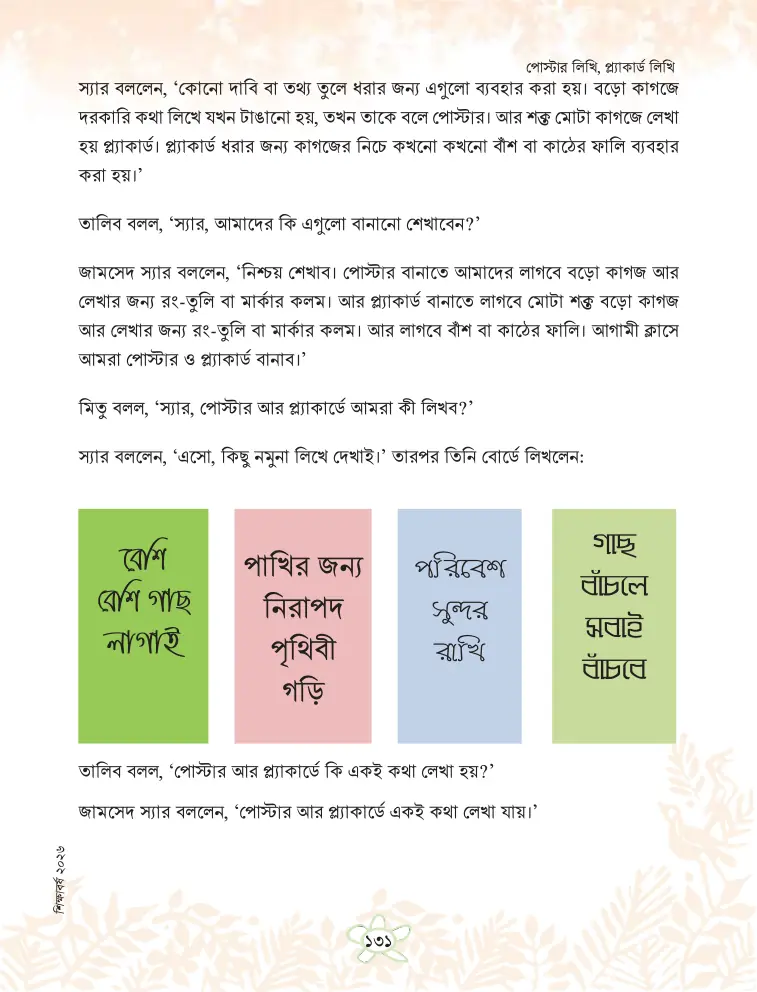 পোস্টার লিখি, প্ল্যাকার্ড লিখি
স্যার বললেন, ‘কোনো দাবি বা তথ্য তুলে ধরার জন্য এগুলো ব্যবহার করা হয়। বড়ো কাগজে
দরকারি কথা লিখে যখন টাঙানো হয়, তখন তাকে বলে পোস্টার। আর শক্ত মোটা কাগজে লেখা
হয় প্ল্যাকার্ড। প্ল্যাকার্ড ধরার জন্য কাগজের নিচে কখনো কখনো বাঁশ বা কাঠের ফালি ব্যবহার
করা হয়।’
তালিব বলল, ‘স্যার, আমাদের কি এগুলো বানানো শেখাবেন?’
জামসেদ স্যার বললেন, ‘নিশ্চয় শেখাব। পোস্টার বানাতে আমাদের লাগবে বড়ো কাগজ আর
লেখার জন্য রং-তুলি বা মার্কার কলম। আর প্ল্যাকার্ড বানাতে লাগবে মোটা শক্ত বড়ো কাগজ
আর লেখার জন্য রং-তুলি বা মার্কার কলম। আর লাগবে বাঁশ বা কাঠের ফালি। আগামী ক্লাসে
আমরা পোস্টার ও প্ল্যাকার্ড বানাব।’
মিতু বলল, ‘স্যার, পোস্টার আর প্ল্যাকার্ডে আমরা কী লিখব?’
স্যার বললেন, ‘এসো, কিছু নমুনা লিখে দেখাই।’ তারপর তিনি বোর্ডে লিখলেন:
বেশি
বেশি গাছ
লাগাই
পাখির জন্য
নিরাপদ
পৃথিবী
গড়ি
পরিবেশ
সুন্দর
রাখি
গাছ
বাঁচলে
সবাই
বাঁচবে
তালিব বলল, ‘পোস্টার আর প্ল্যাকার্ডে কি একই কথা লেখা হয়?’
জামসেদ স্যার বললেন, ‘পোস্টার আর প্ল্যাকার্ডে একই কথা লেখা যায়।’
শিক্ষাবর্ষ ২০২৬
১৩১